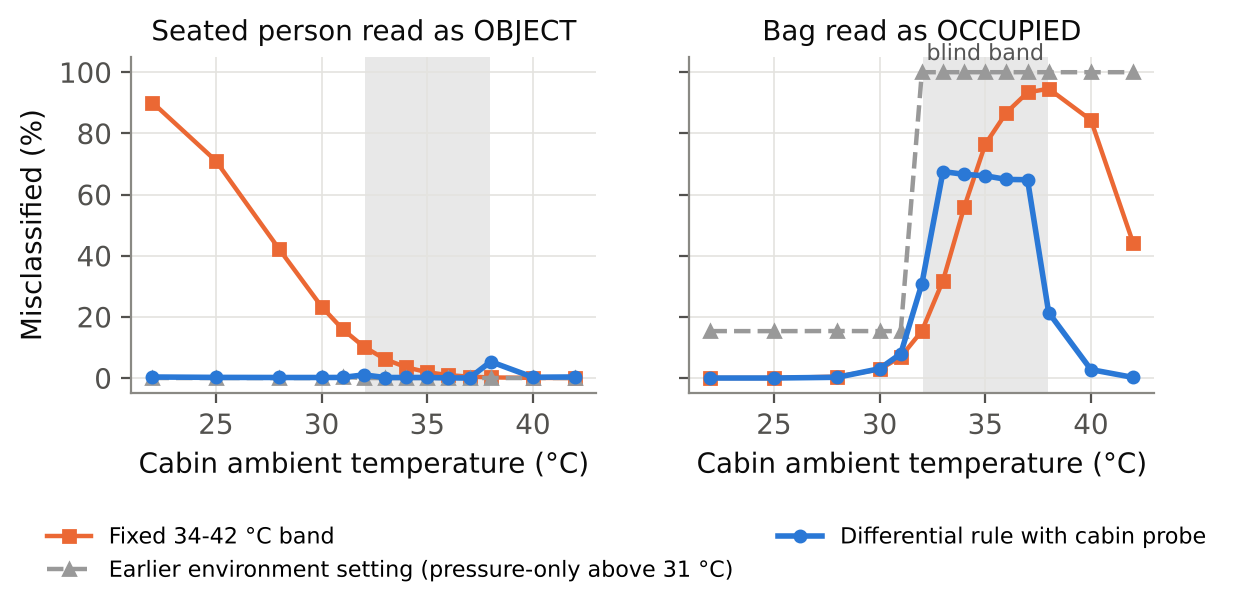 Seated person read as OBJECT
Bag read as OCCUPIED
blind band
Misclassified (%)
100
80
60
40
20
0
25 30 35 40
25 30 35 40
Cabin ambient temperature (°C)
Cabin ambient temperature (°C)
Fixed 34-42 °C band
Earlier environment setting (pressure-only above 31 °C)
Differential rule with cabin probe